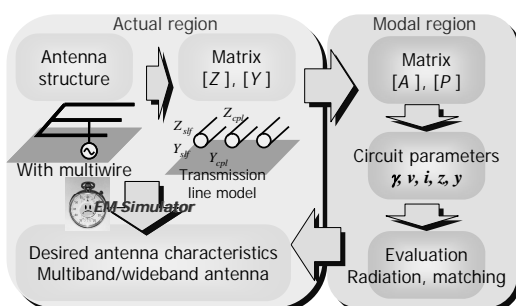 Actual region
Modal region
Antenna
structure
Matrix
[Z], [Y]
Matrix
[A], [P]
Z_slf
Z_cpl
Y_slf
Y_cpl
With multiwire
Transmission
line model
Circuit parameters
γ, v, i, z, y
EM Simulator
Desired antenna characteristics
Multiband/wideband antenna
Evaluation
Radiation, matching